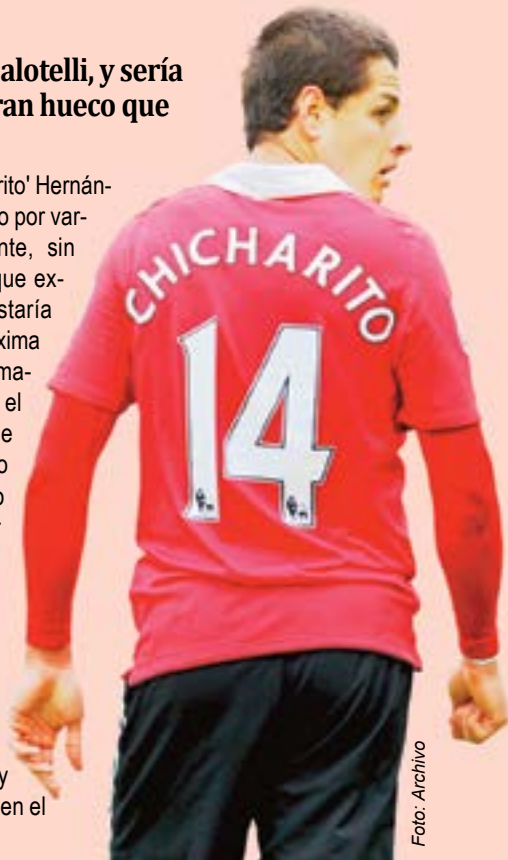 alotelli, y sería
ran hueco que
rito' Hernán-
o por var-
nte, sin
que ex-
staría
xima
ma-
el
e
o
o
y
en el
CHICHARITO
14
Foto: Archivo